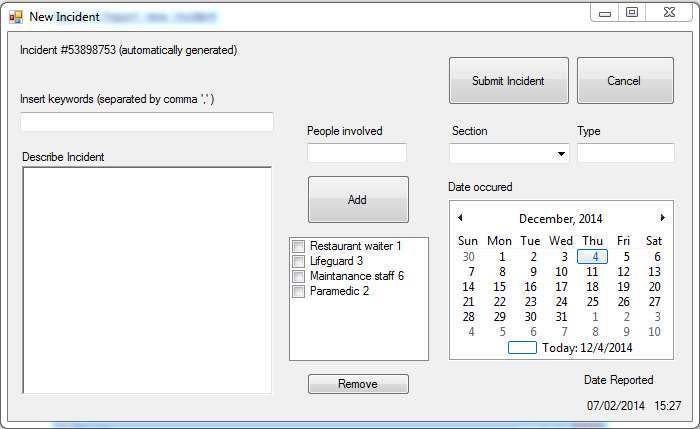 New Incident
Incident #53898753 (automatically generated)
Submit Incident
Cancel
Insert keywords (separated by comma ',' )
People involved
Section
Type
Describe Incident
Add
Date occured
December, 2014
Sun Mon Tue Wed Thu Fri Sat
30 1 2 3 4 5 6
7 8 9 10 11 12 13
14 15 16 17 18 19 20
21 22 23 24 25 26 27
28 29 30 31 1 2 3
4 5 6 7 8 9 10
Today: 12/4/2014
Restaurant waiter 1
Lifeguard 3
Maintanance staff 6
Paramedic 2
Remove
Date Reported
07/02/2014 15:27